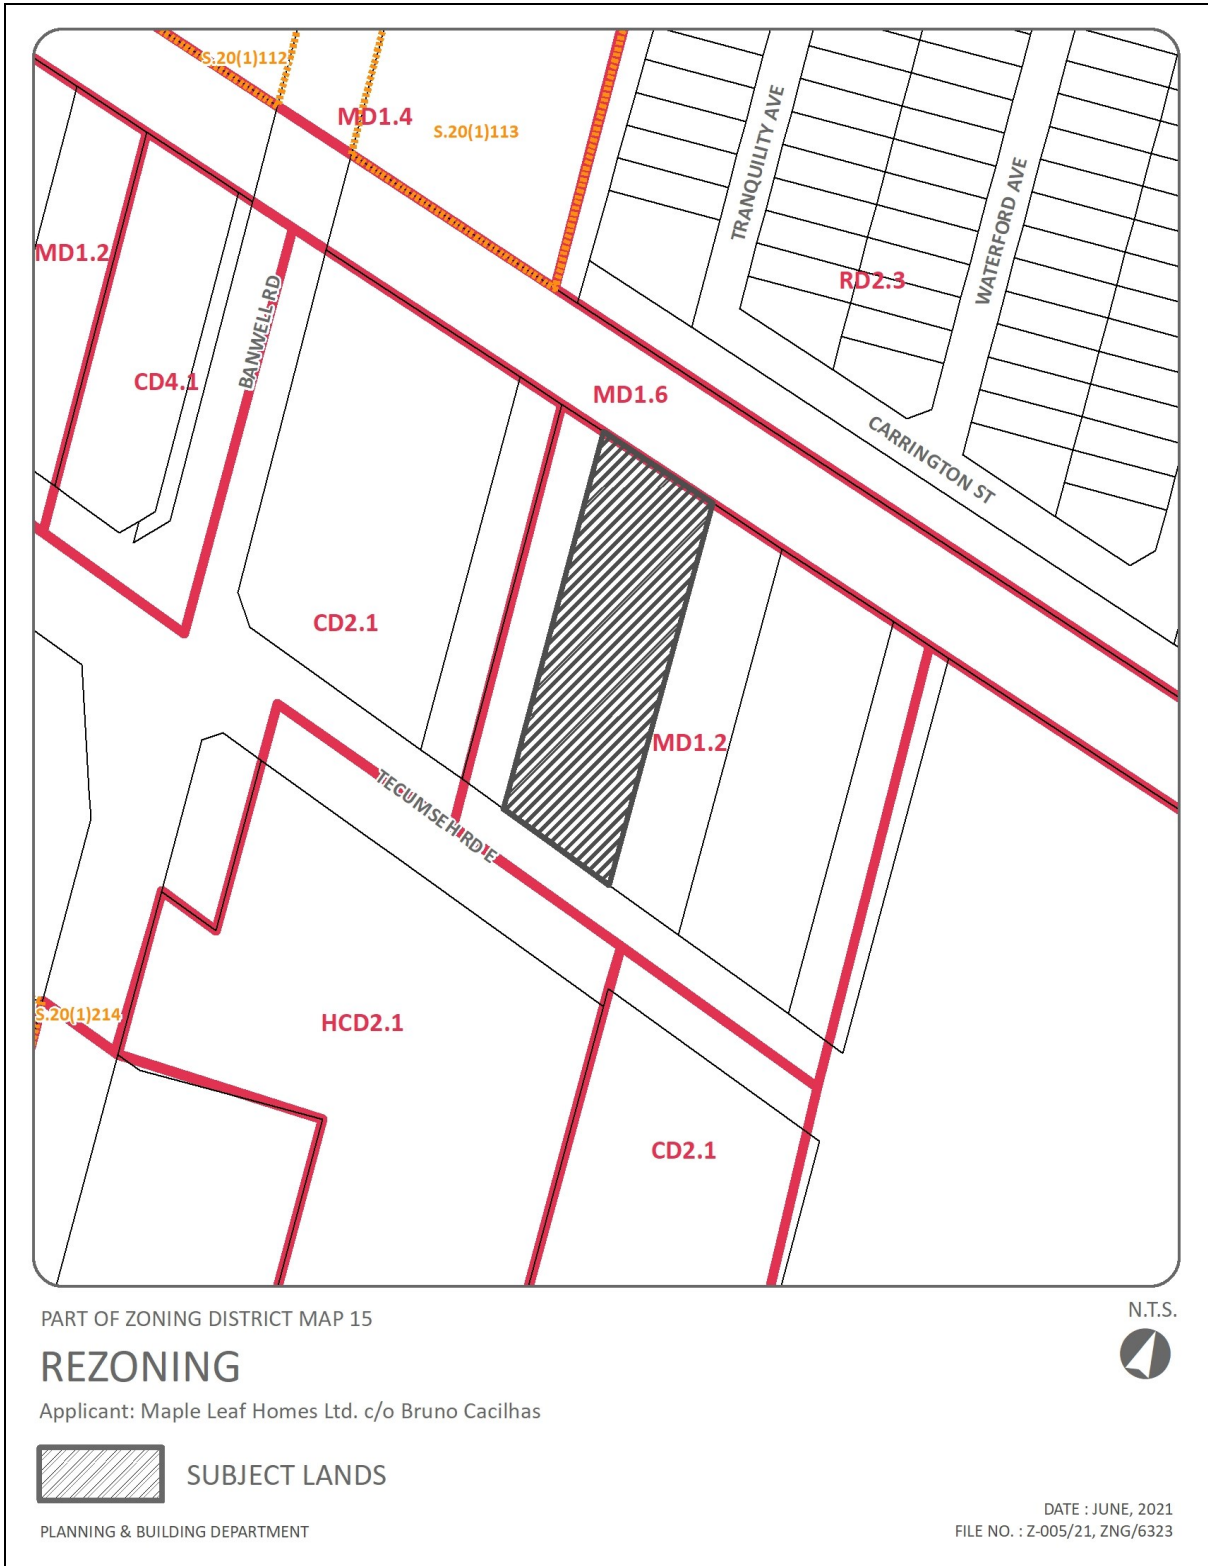 S.20(1)112
MD1.4
S.20(1)113
TRANQUILITY AVE
WATERFORD AVE
MD1.2
RD2.3
BANWELL RD
CD4.1
MD1.6
CARRINGTON ST
CD2.1
MD1.2
TECUMSEH RD E
S.20(1)214
HCD2.1
CD2.1
PART OF ZONING DISTRICT MAP 15
N.T.S.
REZONING
Applicant: Maple Leaf Homes Ltd. c/o Bruno Cacilhas
SUBJECT LANDS
PLANNING & BUILDING DEPARTMENT
DATE : JUNE, 2021
FILE NO. : Z-005/21, ZNG/6323